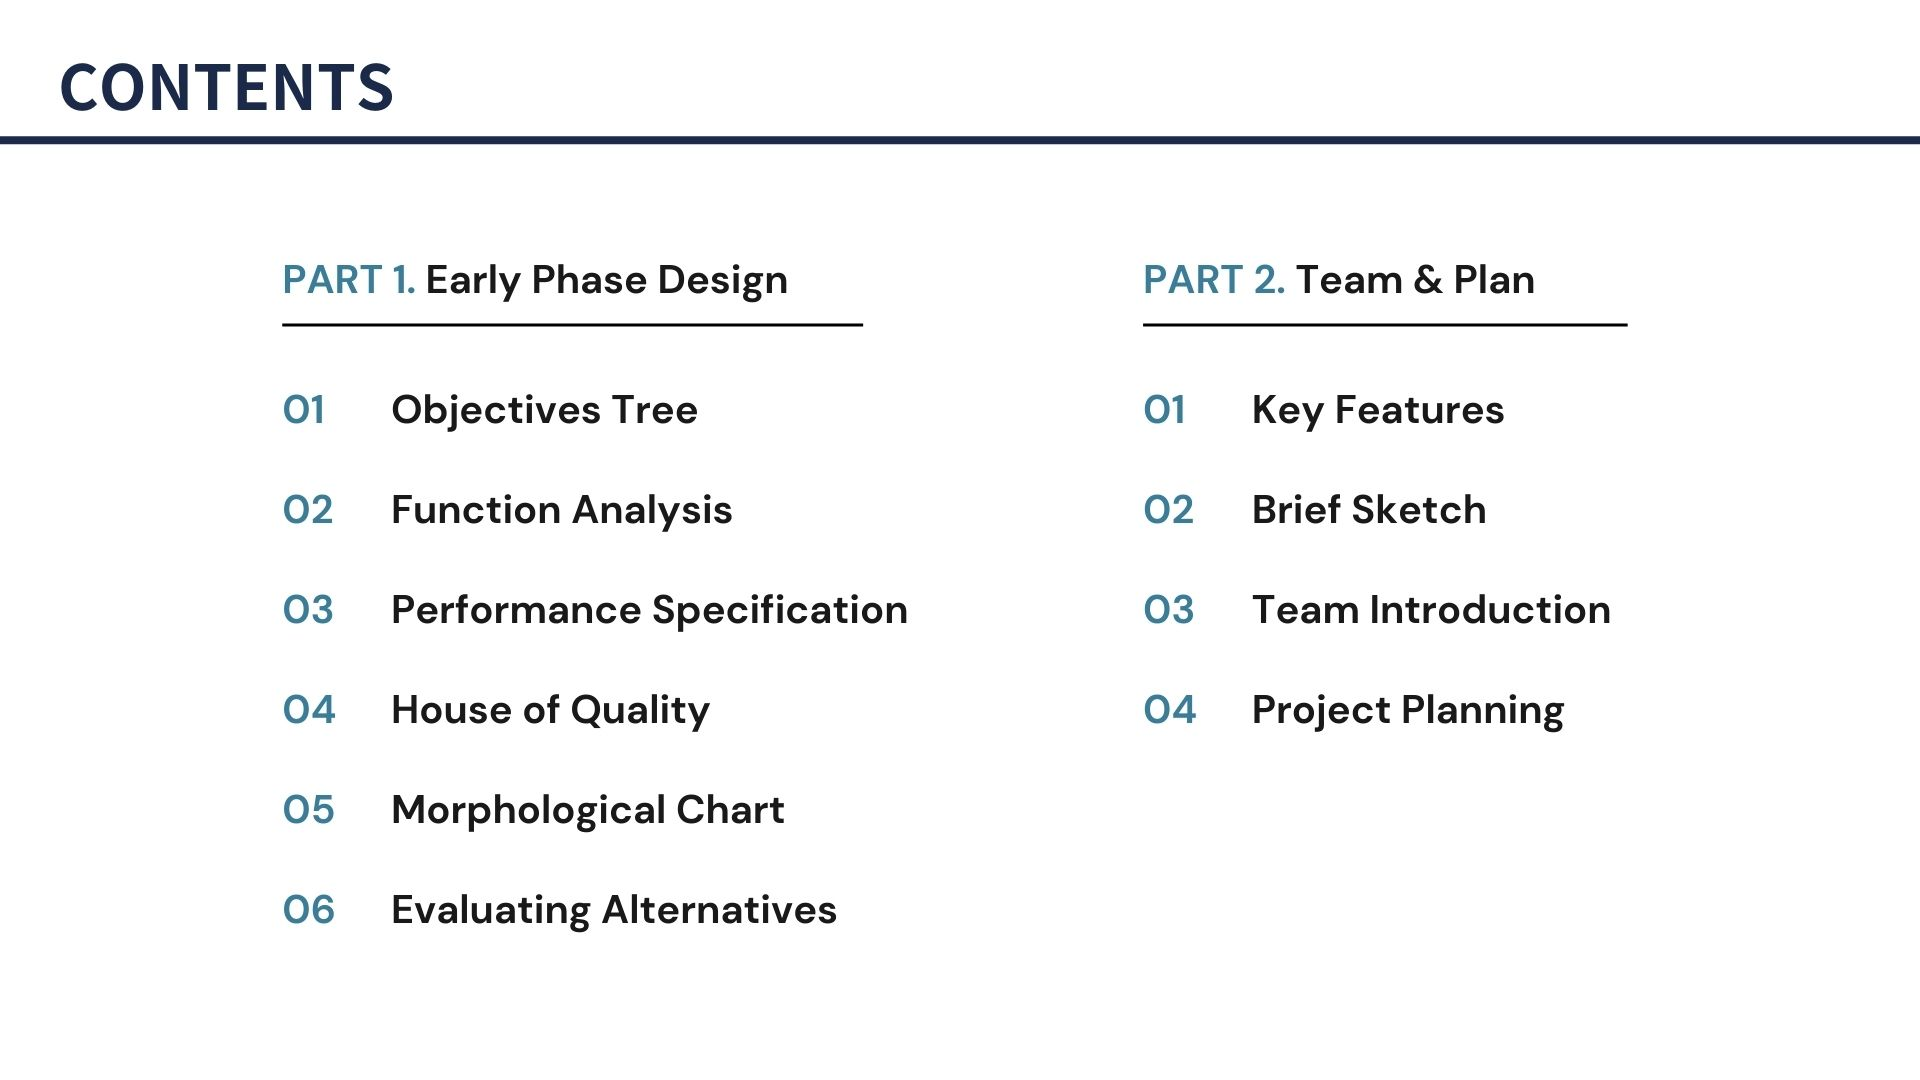 CONTENTS
PART 1. Early Phase Design
01 Objectives Tree
02 Function Analysis
03 Performance Specification
04 House of Quality
05 Morphological Chart
06 Evaluating Alternatives
PART 2. Team & Plan
01 Key Features
02 Brief Sketch
03 Team Introduction
04 Project Planning